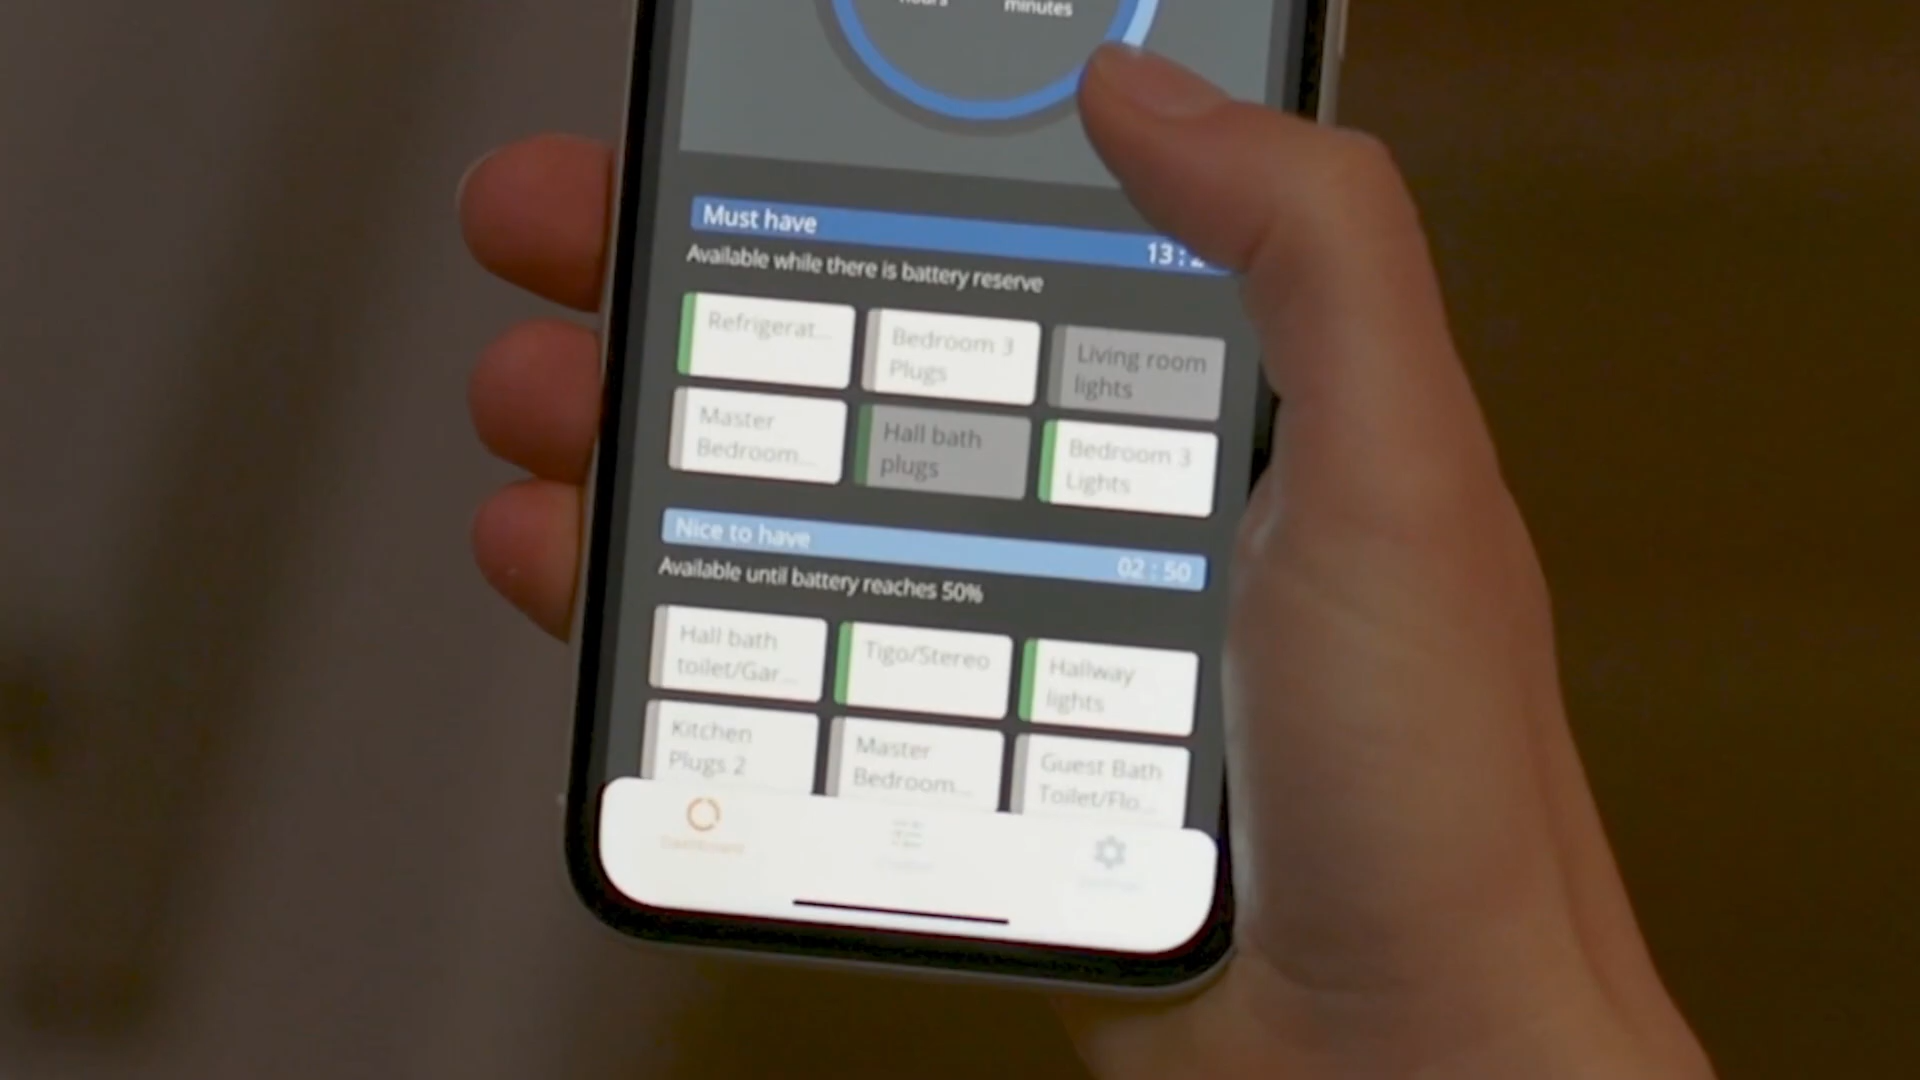 hours minutes
Must have 13 : 2
Available while there is battery reserve
Refrigerat...
Bedroom 3
Plugs
Living room
lights
Master
Bedroom...
Hall bath
plugs
Bedroom 3
Lights
Nice to have 02 : 50
Available until battery reaches 50%
Hall bath
toilet/Gar...
Tigo/Stereo
Hallway
lights
Kitchen
Plugs 2
Master
Bedroom...
Guest Bath
Toilet/Flo...
Dashboard